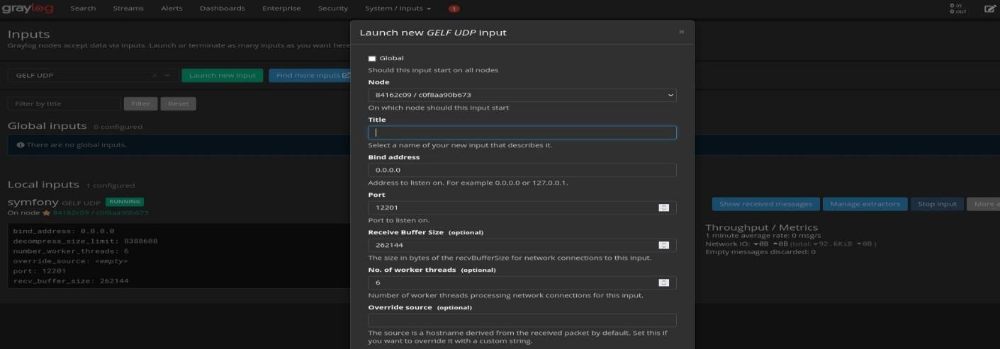 graylog Search Streams Alerts Dashboards Enterprise Security System / Inputs 1 0 in
0 out
Inputs
Graylog nodes accept data via inputs. Launch or terminate as many inputs as you want here
GELF UDP Launch new input Find more inputs
Filter by title Filter Reset
Global inputs 0 configured
There are no global inputs.
Local inputs 1 configured
symfony GELF UDP RUNNING
On node 84162c09 / c0f8aa90b673
bind_address: 0.0.0.0
decompress_size_limit: 8388608
number_worker_threads: 6
override_source: <empty>
port: 12201
recv_buffer_size: 262144
Launch new GELF UDP input ×
Global
Should this input start on all nodes
Node
84162c09 / c0f8aa90b673
On which node should this input start
Title
Select a name of your new input that describes it.
Bind address
0.0.0.0
Address to listen on. For example 0.0.0.0 or 127.0.0.1.
Port
12201
Port to listen on.
Receive Buffer Size (optional)
262144
The size in bytes of the recvBufferSize for network connections to this input.
No. of worker threads (optional)
6
Number of worker threads processing network connections for this input.
Override source (optional)
The source is a hostname derived from the received packet by default. Set this if
you want to override it with a custom string.
Show received messages Manage extractors Stop input More a
Throughput / Metrics
1 minute average rate: 0 msg/s
Network IO: 0B 0B (total: 92.6KiB 0B )
Empty messages discarded: 0